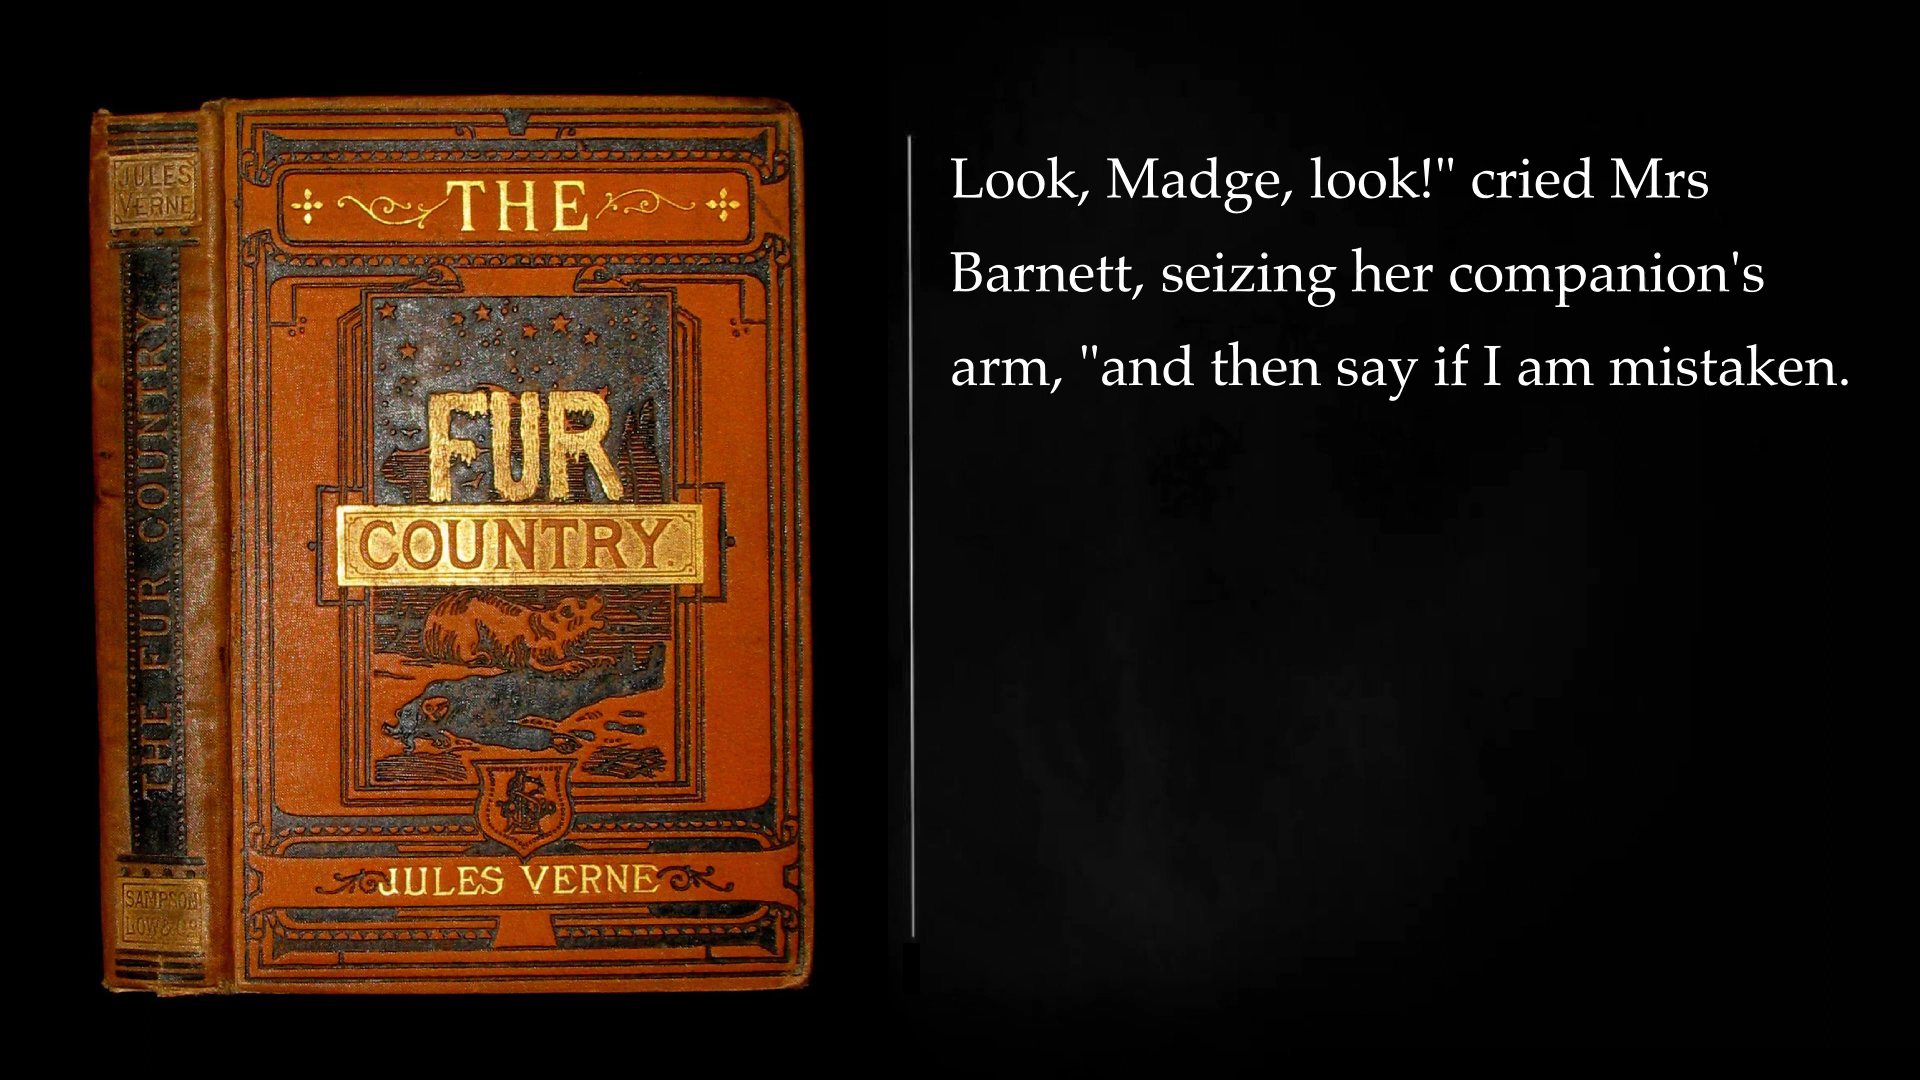 JULES
VERNE
THE FUR COUNTRY.
SAMPSON
LOW & Co
THE
FUR
COUNTRY.
JULES VERNE
Look, Madge, look!" cried Mrs
Barnett, seizing her companion's
arm, "and then say if I am mistaken.